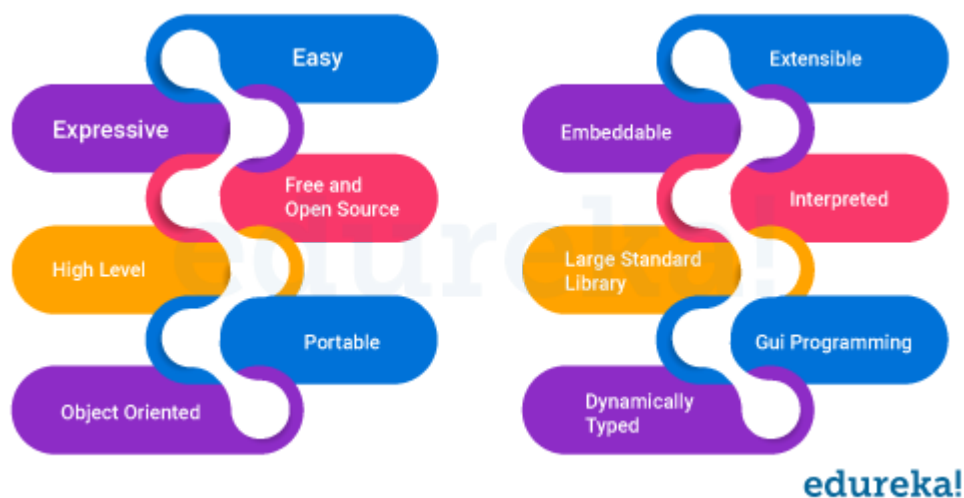 Easy
Expressive
Free and
Open Source
High Level
Portable
Object Oriented
Extensible
Embeddable
Interpreted
Large Standard
Library
Gui Programming
Dynamically
Typed
edureka!
edureka!